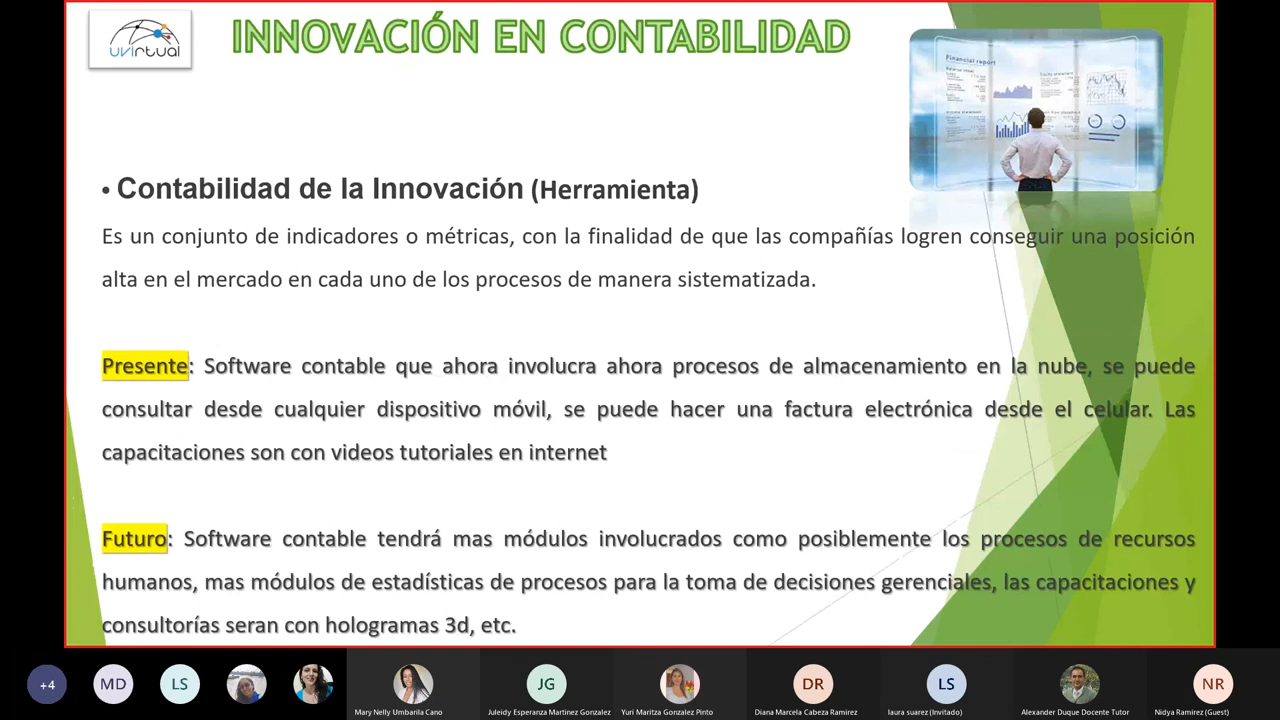 uvirtual
INNOVACIÓN EN CONTABILIDAD
Financial report
• Contabilidad de la Innovación (Herramienta)
Es un conjunto de indicadores o métricas, con la finalidad de que las compañías logren conseguir una posición
alta en el mercado en cada uno de los procesos de manera sistematizada.
Presente: Software contable que ahora involucra ahora procesos de almacenamiento en la nube, se puede
consultar desde cualquier dispositivo móvil, se puede hacer una factura electrónica desde el celular. Las
capacitaciones son con videos tutoriales en internet
Futuro: Software contable tendrá mas módulos involucrados como posiblemente los procesos de recursos
humanos, mas módulos de estadísticas de procesos para la toma de decisiones gerenciales, las capacitaciones y
consultorías seran con hologramas 3d, etc.
+4 MD LS JG DR LS NR
Mary Nelly Umbarila Cano Juleidy Esperanza Martinez Gonzalez Yuri Maritza Gonzalez Pinto Diana Marcela Cabeza Ramirez laura suarez (Invitado) Alexander Duque Docente Tutor Nidya Ramirez (Guest)